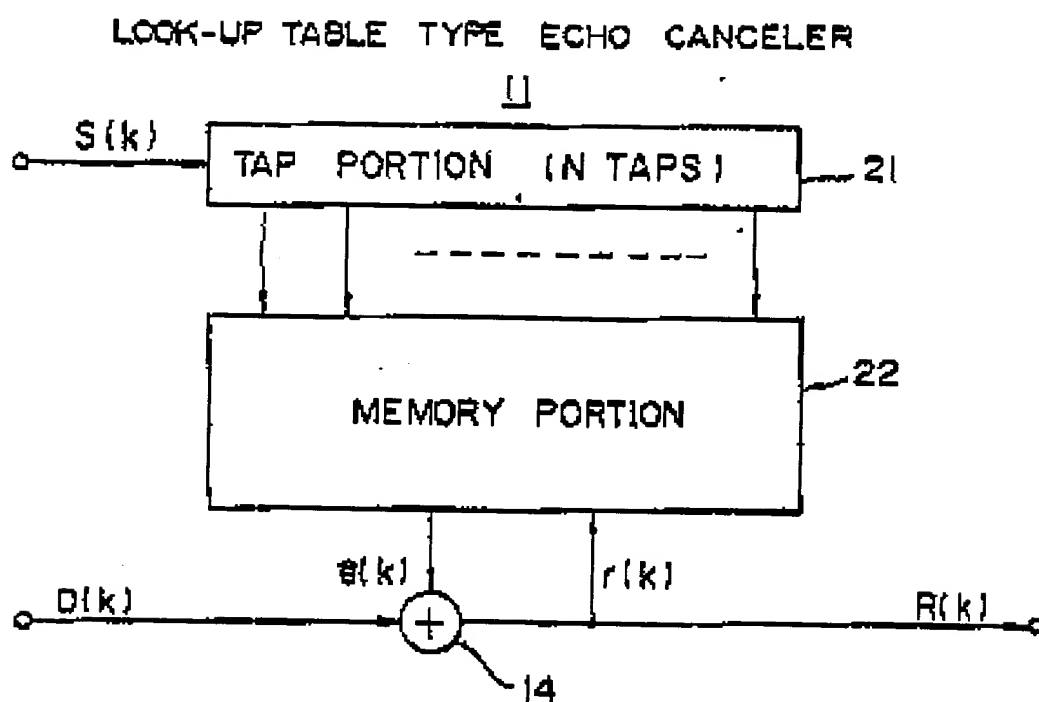 LOOK-UP TABLE TYPE ECHO CANCELER
11
S(k)
TAP PORTION (N TAPS)
21
22
MEMORY PORTION
r(k)
D(k)
R(k)
+
14